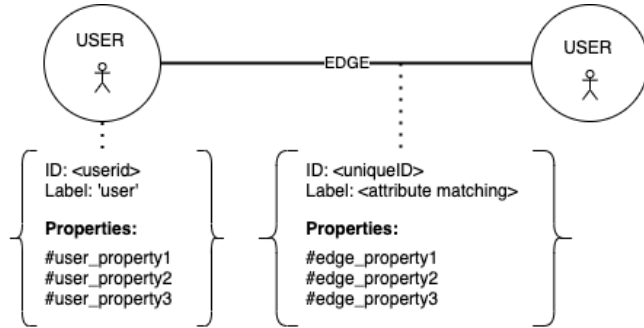 USER
EDGE
USER
ID: <userid>
Label: 'user'
Properties:
#user_property1
#user_property2
#user_property3
ID: <uniqueID>
Label: <attribute matching>
Properties:
#edge_property1
#edge_property2
#edge_property3